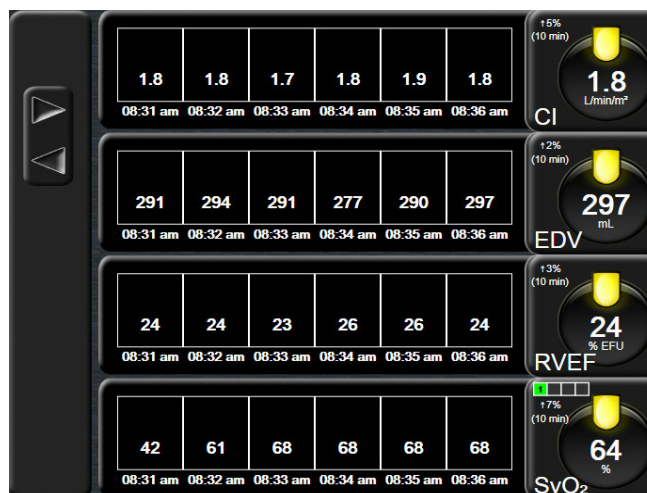 1.8 1.8 1.7 1.8 1.9 1.8
08:31 am 08:32 am 08:33 am 08:34 am 08:35 am 08:36 am
↑5%
(10 min)
1.8
L/min/m²
CI
291 294 291 277 290 297
08:31 am 08:32 am 08:33 am 08:34 am 08:35 am 08:36 am
↑2%
(10 min)
297
mL
EDV
24 24 23 26 26 24
08:31 am 08:32 am 08:33 am 08:34 am 08:35 am 08:36 am
↑3%
(10 min)
24
% EFU
RVEF
42 61 68 68 68 68
08:31 am 08:32 am 08:33 am 08:34 am 08:35 am 08:36 am
1
↑7%
(10 min)
64
%
SvO₂